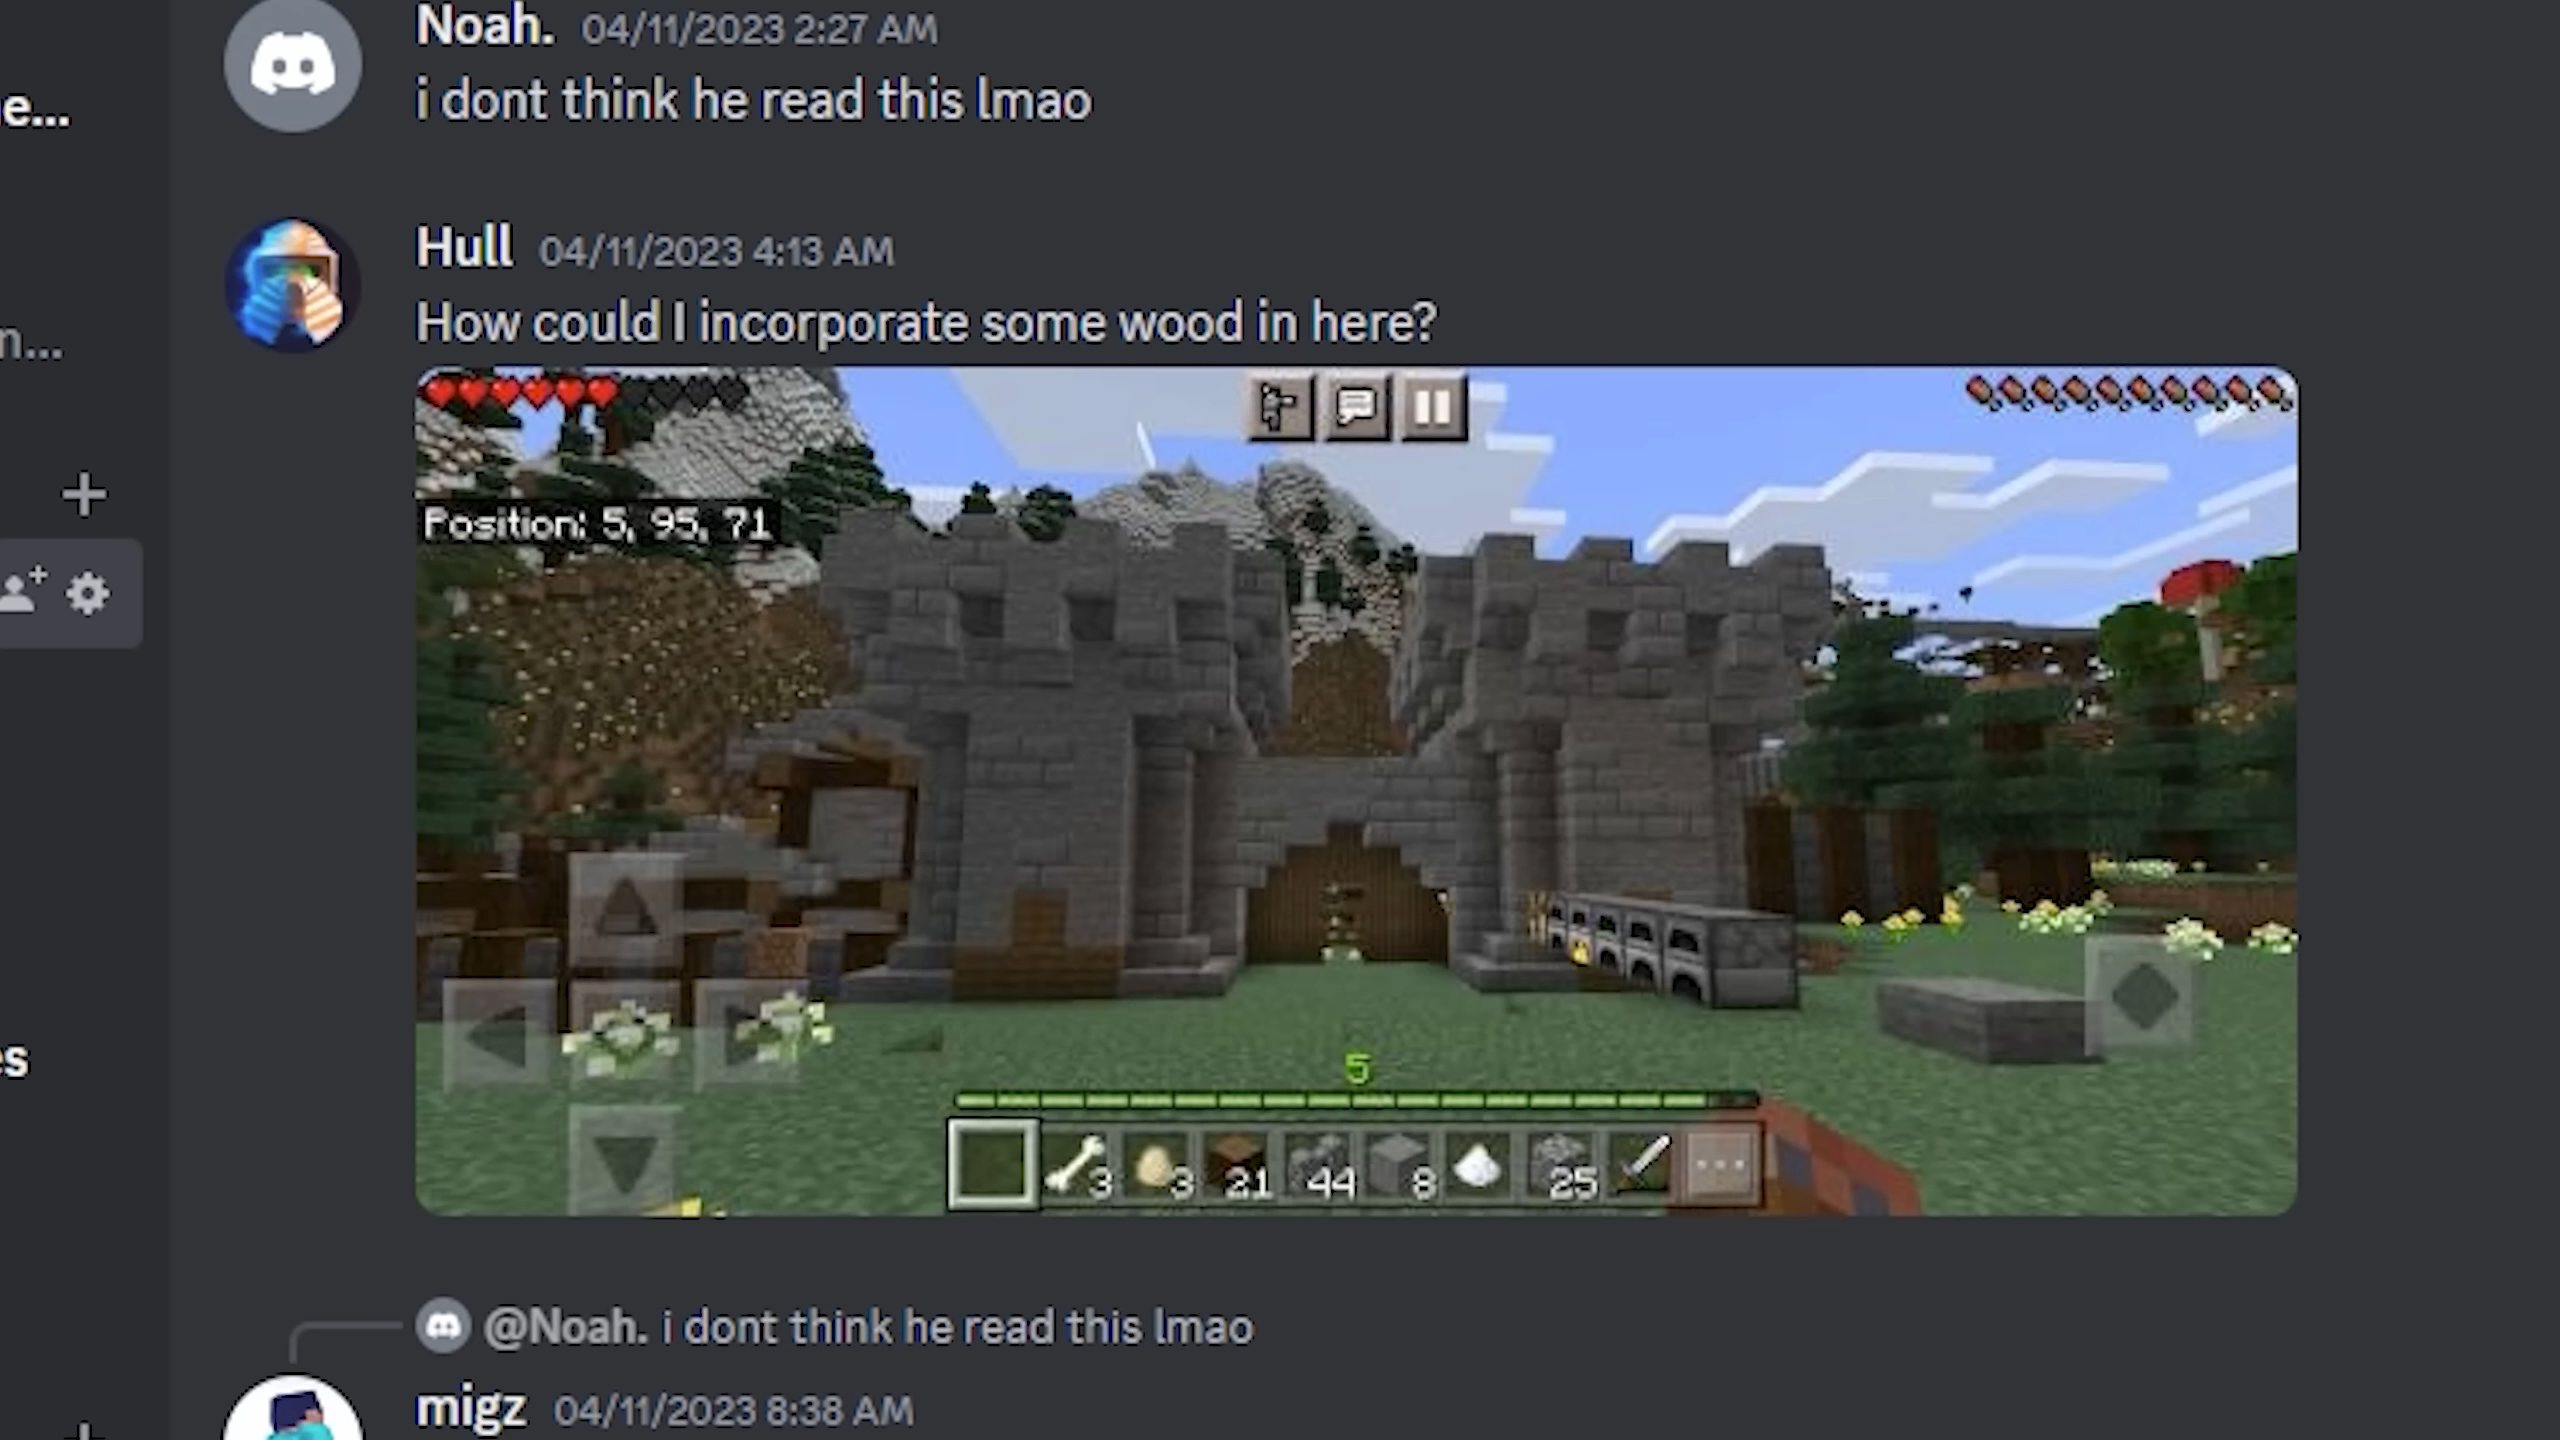 Noah. 04/11/2023 2:27 AM
e...
i dont think he read this lmao
Hull 04/11/2023 4:13 AM
How could I incorporate some wood in here?
n...
Position: 5, 95, 71
es
5
3 3 21 44 8 25
@Noah. i dont think he read this lmao
migz 04/11/2023 8:38 AM